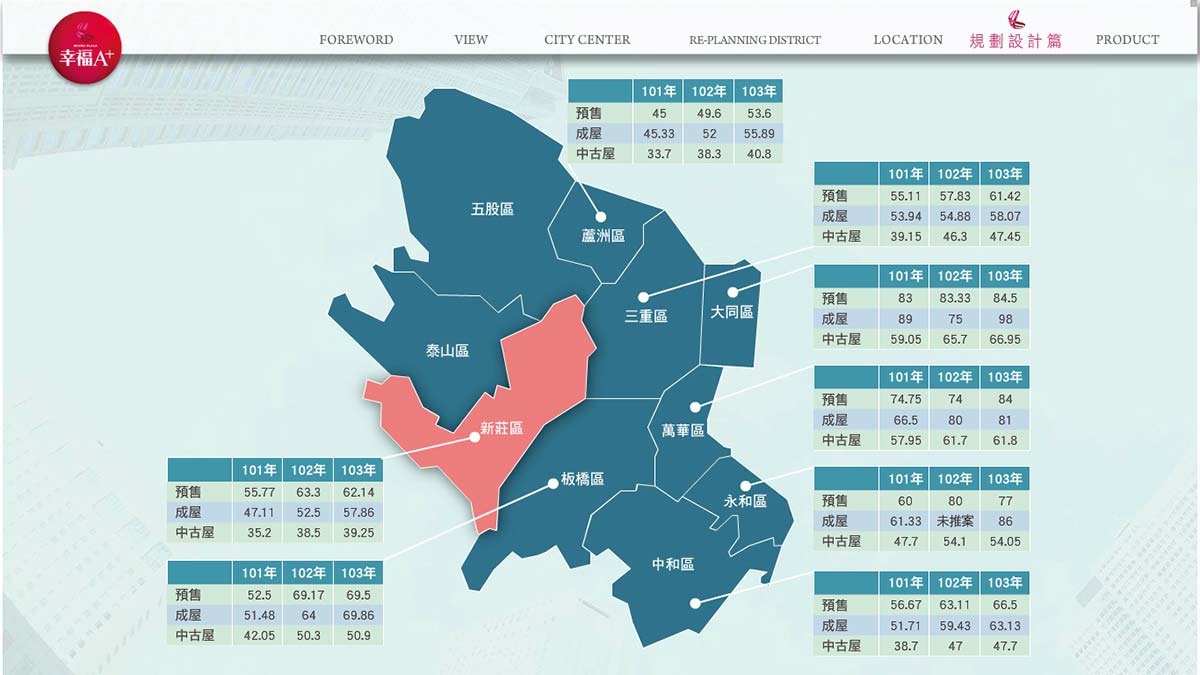 幸福A+
FOREWORD VIEW CITY CENTER RE-PLANNING DISTRICT LOCATION 規劃設計篇 PRODUCT
101年 102年 103年
預售 45 49.6 53.6
成屋 45.33 52 55.89
中古屋 33.7 38.3 40.8
101年 102年 103年
預售 55.11 57.83 61.42
成屋 53.94 54.88 58.07
中古屋 39.15 46.3 47.45
101年 102年 103年
預售 83 83.33 84.5
成屋 89 75 98
中古屋 59.05 65.7 66.95
101年 102年 103年
預售 74.75 74 84
成屋 66.5 80 81
中古屋 57.95 61.7 61.8
101年 102年 103年
預售 60 80 77
成屋 61.33 未推案 86
中古屋 47.7 54.1 54.05
101年 102年 103年
預售 56.67 63.11 66.5
成屋 51.71 59.43 63.13
中古屋 38.7 47 47.7
五股區
蘆洲區
三重區
大同區
泰山區
新莊區
萬華區
板橋區
永和區
中和區
101年 102年 103年
預售 55.77 63.3 62.14
成屋 47.11 52.5 57.86
中古屋 35.2 38.5 39.25
101年 102年 103年
預售 52.5 69.17 69.5
成屋 51.48 64 69.86
中古屋 42.05 50.3 50.9